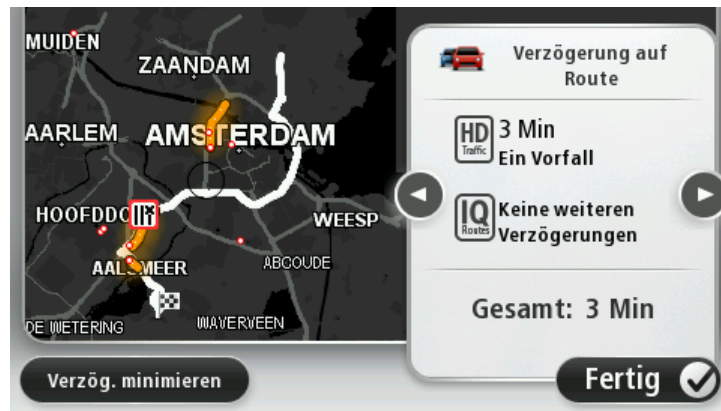 MUIDEN
ZAANDAM
AARLEM
AMSTERDAM
HOOFDDO
WEESP
AALSMEER
ABCOUDE
DE WETERING
WAVERVEEN
Verzögerung auf
Route
HD
Traffic
3 Min
Ein Vorfall
IQ
Routes
Keine weiteren
Verzögerungen
Gesamt: 3 Min
Verzög. minimieren
Fertig